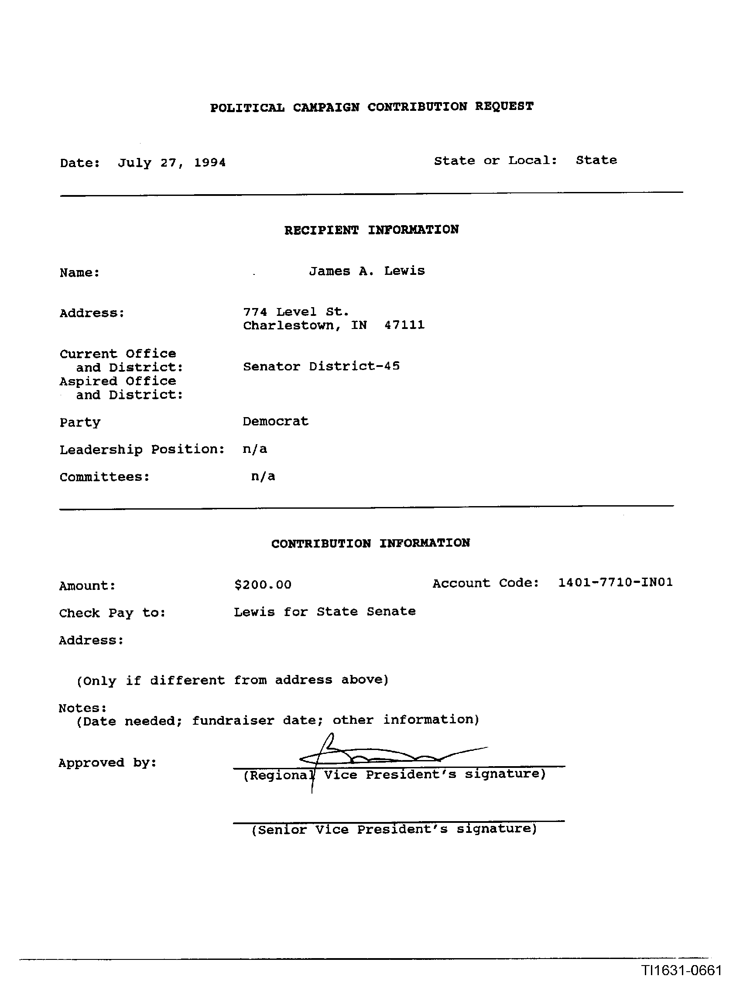 POLITICAL CAMPAIGN CONTRIBUTION REQUEST
Date: July 27, 1994 State or Local: State
RECIPIENT INFORMATION
Name: James A. Lewis
Address: 774 Level St.
Charlestown, IN 47111
Current Office
and District: Senator District-45
Aspired Office
and District:
Party Democrat
Leadership Position: n/a
Committees: n/a
CONTRIBUTION INFORMATION
Amount: $200.00 Account Code: 1401-7710-IN01
Check Pay to: Lewis for State Senate
Address:
(Only if different from address above)
Notes:
(Date needed; fundraiser date; other information)
Approved by:
(Regional Vice President's signature)
(Senior Vice President's signature)
TI1631-0661